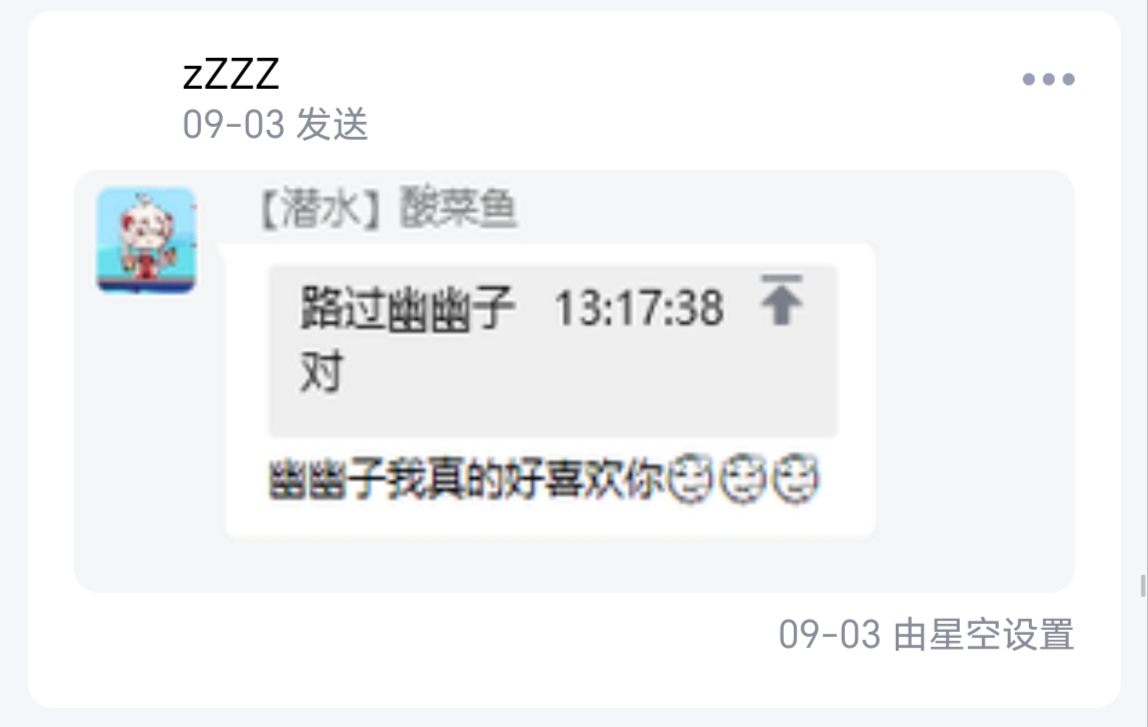 zZZZ
09-03 发送
【潜水】酸菜鱼
路过幽幽子 13:17:38
对
幽幽子我真的好喜欢你
09-03 由星空设置